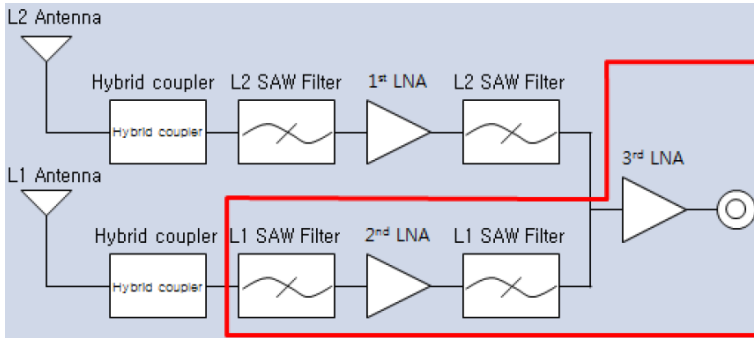 L2 Antenna
Hybrid coupler L2 SAW Filter 1st LNA L2 SAW Filter
Hybrid coupler
3rd LNA
L1 Antenna
Hybrid coupler L1 SAW Filter 2nd LNA L1 SAW Filter
Hybrid coupler